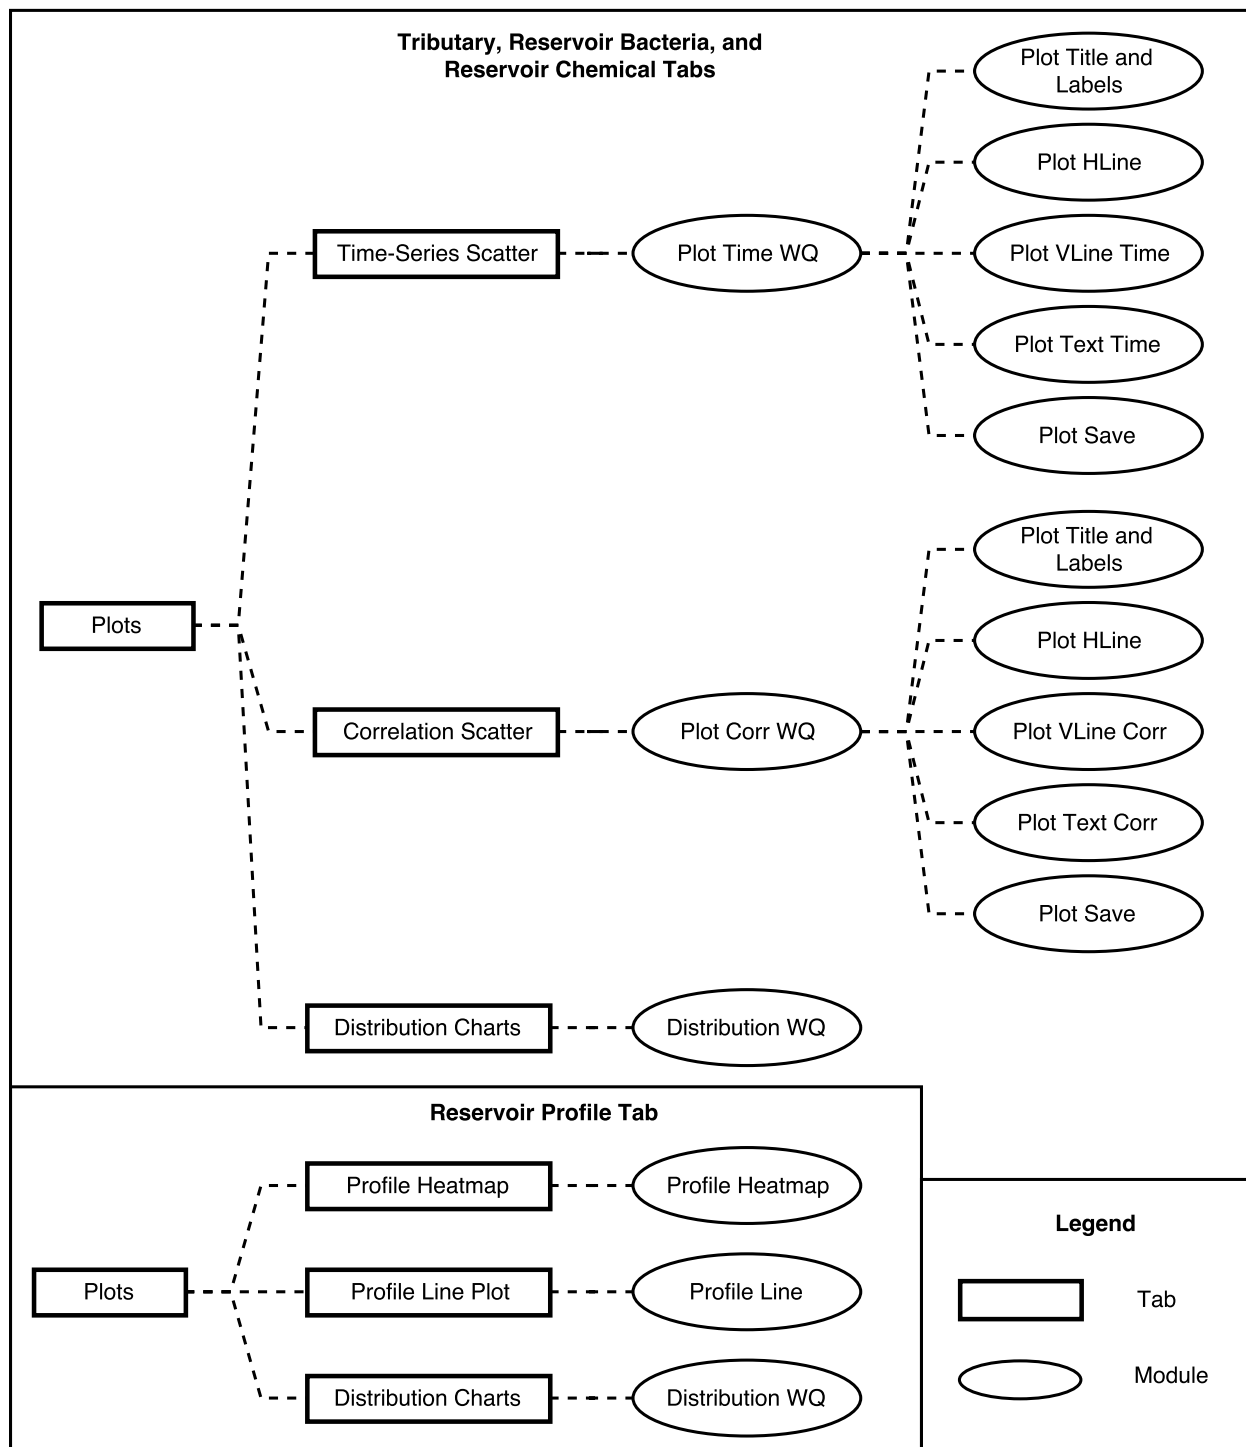 Tributary, Reservoir Bacteria, and
Reservoir Chemical Tabs
Plot Title and
Labels
Plot HLine
Time-Series Scatter
Plot Time WQ
Plot VLine Time
Plot Text Time
Plot Save
Plot Title and
Labels
Plots
Plot HLine
Correlation Scatter
Plot Corr WQ
Plot VLine Corr
Plot Text Corr
Plot Save
Distribution Charts
Distribution WQ
Reservoir Profile Tab
Profile Heatmap
Profile Heatmap
Plots
Profile Line Plot
Profile Line
Distribution Charts
Distribution WQ
Legend
Tab
Module